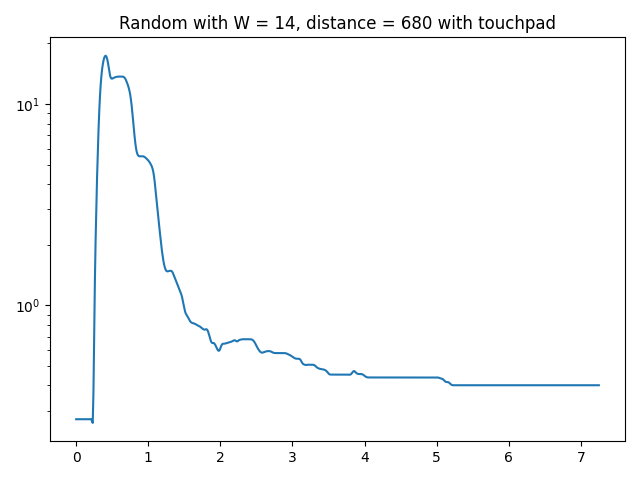 Random with W = 14, distance = 680 with touchpad
10¹
10⁰
0 1 2 3 4 5 6 7